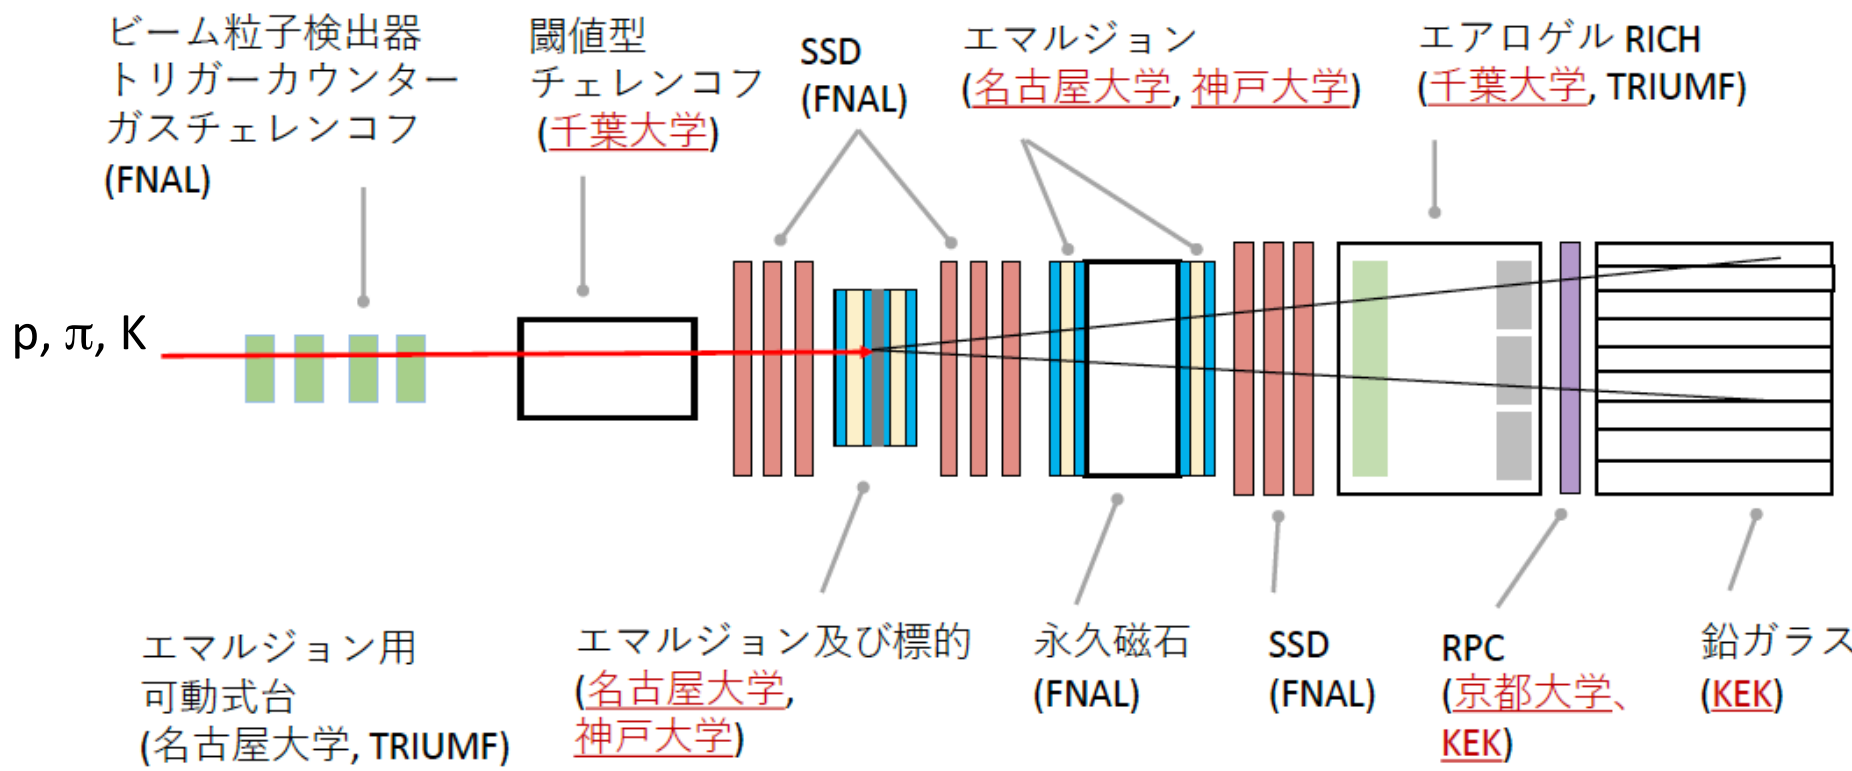 ビーム粒子検出器
トリガーカウンター
ガスチェレンコフ
(FNAL)
閾値型
チェレンコフ
(千葉大学)
SSD
(FNAL)
エマルジョン
(名古屋大学, 神戸大学)
エアロゲル RICH
(千葉大学, TRIUMF)
p, π, K
エマルジョン用
可動式台
(名古屋大学, TRIUMF)
エマルジョン及び標的
(名古屋大学,
神戸大学)
永久磁石
(FNAL)
SSD
(FNAL)
RPC
(京都大学、
KEK)
鉛ガラス
(KEK)